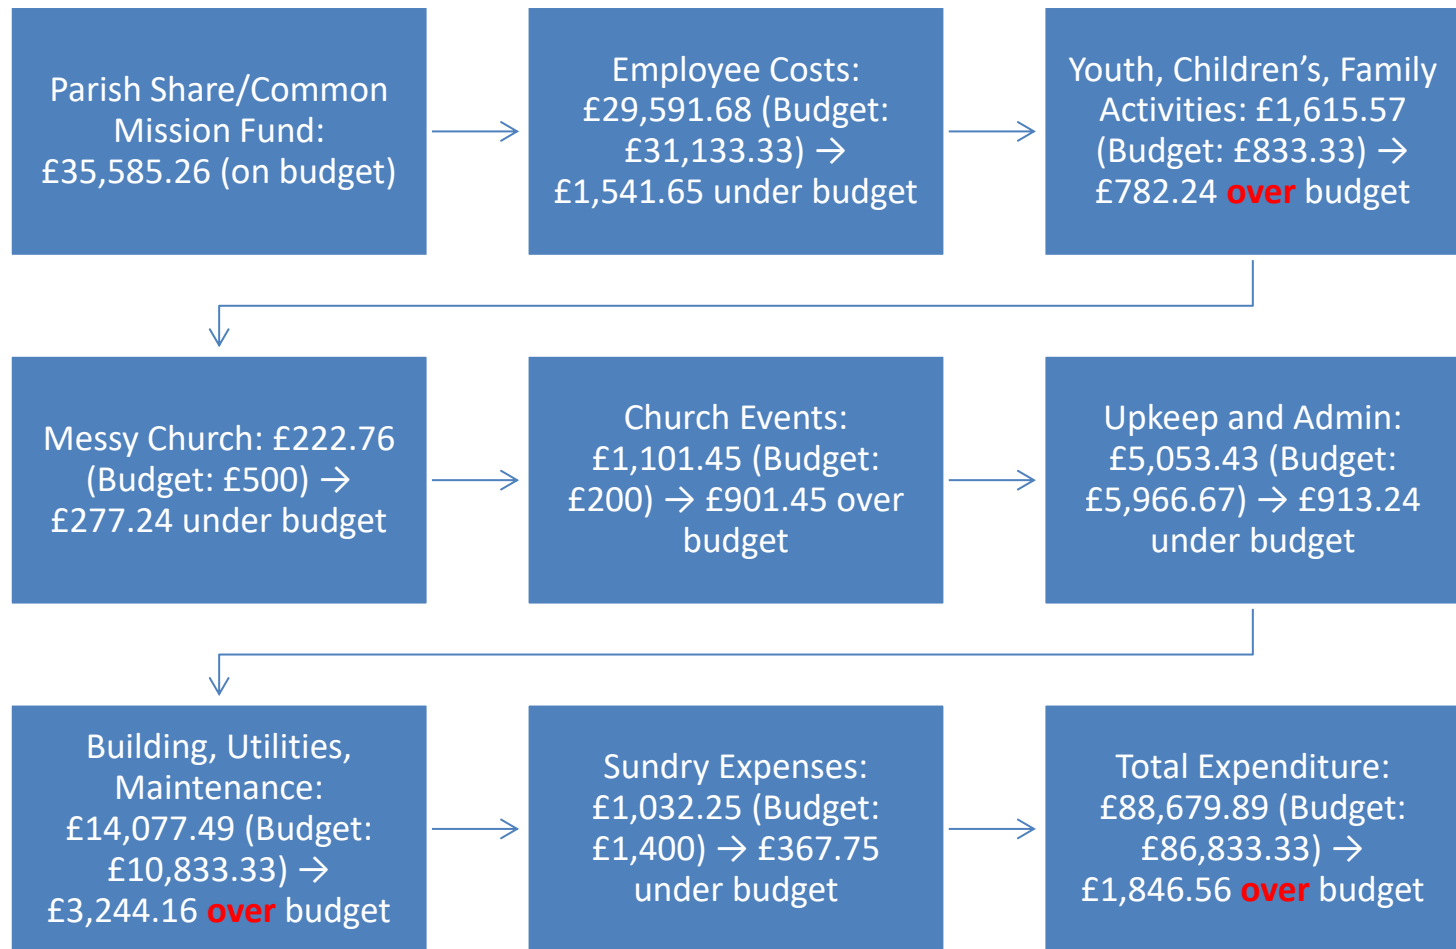 Parish Share/Common
Mission Fund:
£35,585.26 (on budget)
Employee Costs:
£29,591.68 (Budget:
£31,133.33) →
£1,541.65 under budget
Youth, Children’s, Family
Activities: £1,615.57
(Budget: £833.33) →
£782.24 over budget
Messy Church: £222.76
(Budget: £500) →
£277.24 under budget
Church Events:
£1,101.45 (Budget:
£200) → £901.45 over
budget
Upkeep and Admin:
£5,053.43 (Budget:
£5,966.67) → £913.24
under budget
Building, Utilities,
Maintenance:
£14,077.49 (Budget:
£10,833.33) →
£3,244.16 over budget
Sundry Expenses:
£1,032.25 (Budget:
£1,400) → £367.75
under budget
Total Expenditure:
£88,679.89 (Budget:
£86,833.33) →
£1,846.56 over budget